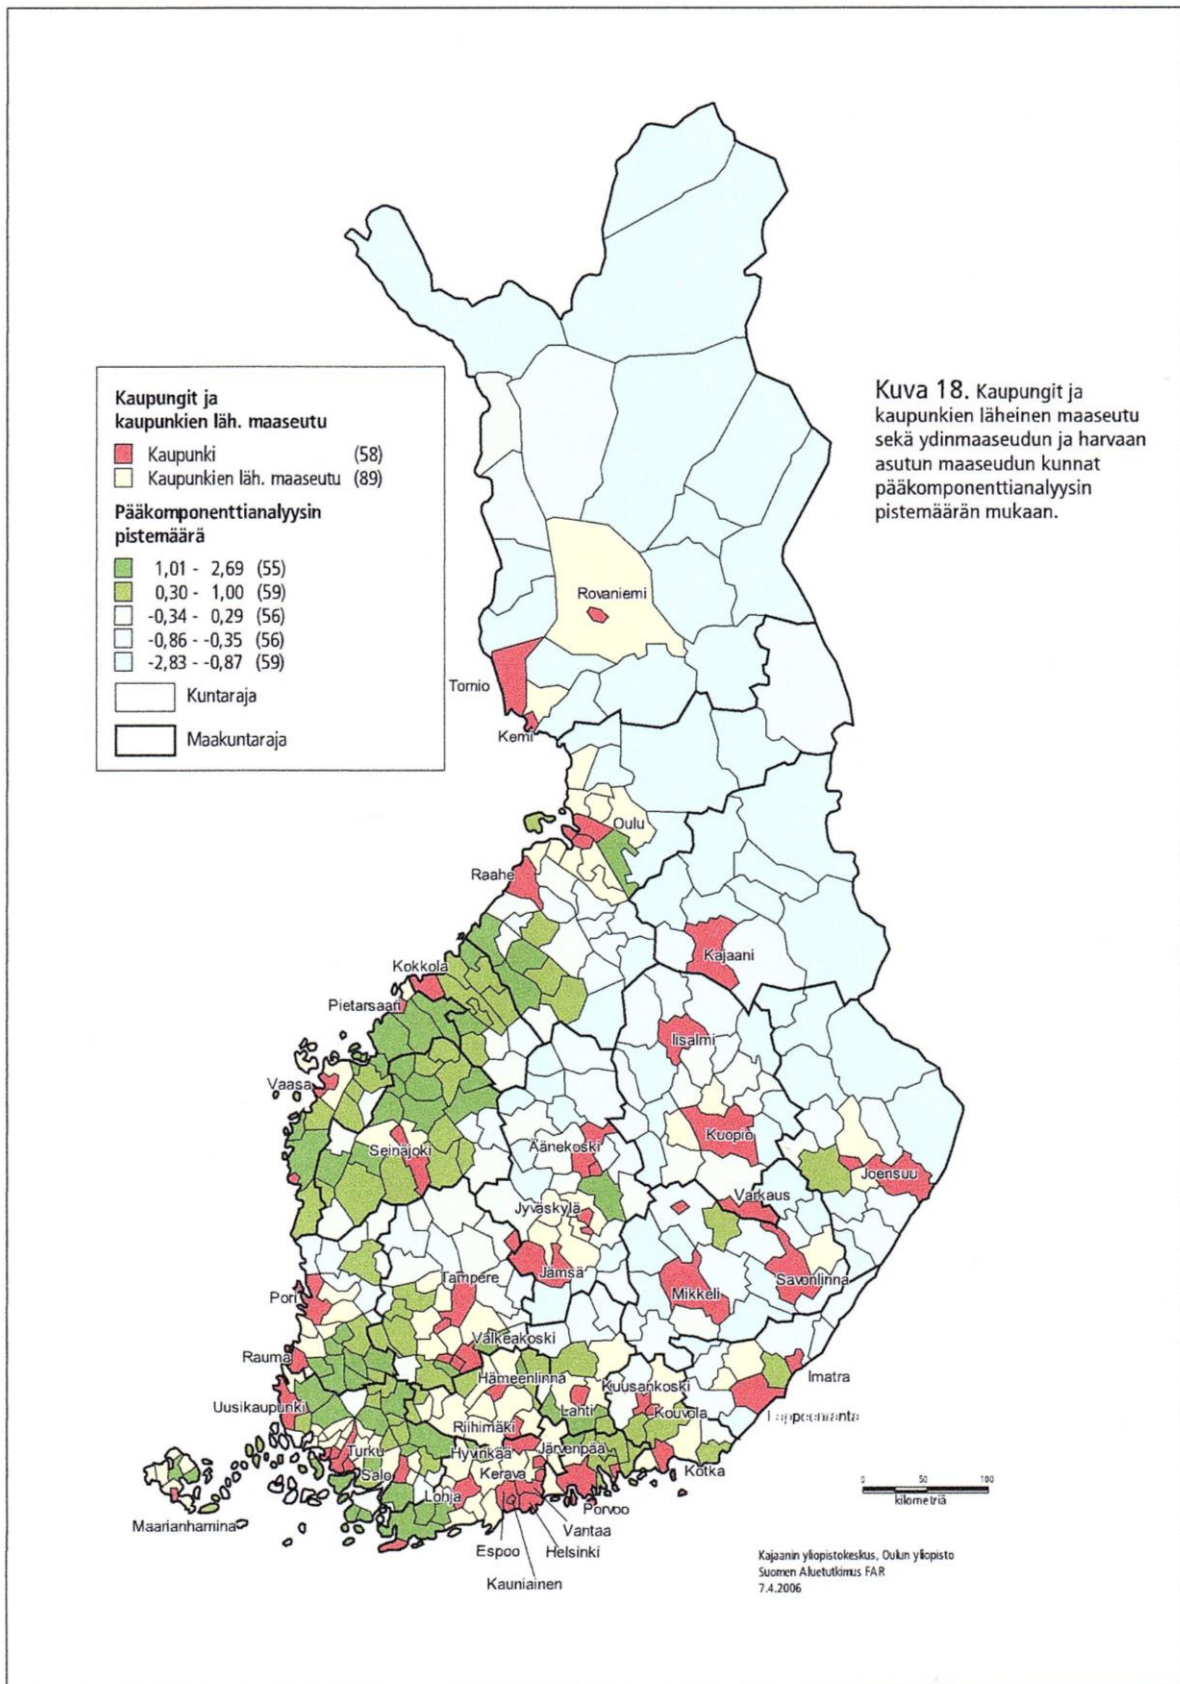 Kuva 18. Kaupungit ja
kaupunkien läheinen maaseutu
sekä ydinmaaseudun ja harvaan
asutun maaseudun kunnat
pääkomponenttianalyysin
pistemäärän mukaan.
Kaupungit ja
kaupunkien läh. maaseutu
Kaupunki (58)
Kaupunkien läh. maaseutu (89)
Pääkomponenttianalyysin
pistemäärä
1,01 - 2,69 (55)
0,30 - 1,00 (59)
-0,34 - 0,29 (56)
-0,86 - -0,35 (56)
-2,83 - -0,87 (59)
Kuntaraja
Maakuntaraja
Rovaniemi
Tornio
Kemi
Oulu
Raahe
Kajaani
Kokkola
Pietarsaari
Iisalmi
Vaasa
Kuopio
Seinäjoki
Äänekoski
Joensuu
Varkaus
Jyväskylä
Jämsä
Savonlinna
Mikkeli
Tampere
Pori
Valkeakoski
Rauma
Imatra
Hämeenlinna
Kuusankoski
Uusikaupunki
Lahti
Kouvola
Lappeenranta
Riihimäki
Turku
Hyvinkää
Järvenpää
Salo
Kerava
Kotka
Lohja
Porvoo
Maarianhamina
Vantaa
Espoo
Helsinki
Kauniainen
0 50 100
kilometriä
Kajaanin yliopistokeskus, Oulun yliopisto
Suomen Aluetutkimus FAR
7.4.2006